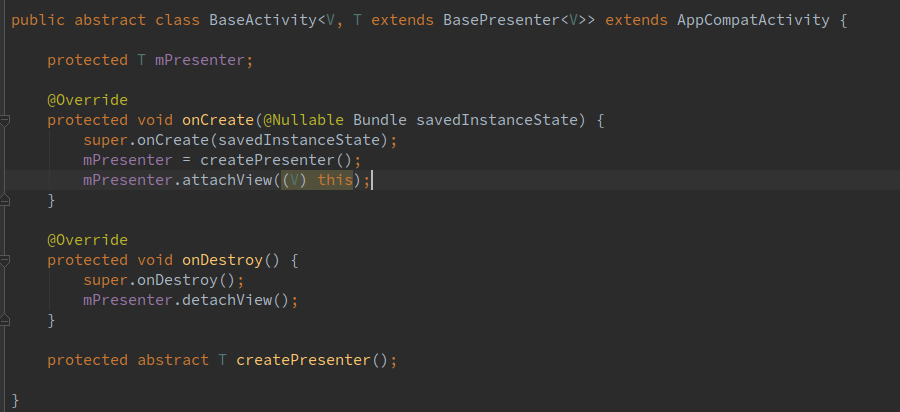 public abstract class BaseActivity<V, T extends BasePresenter<V>> extends AppCompatActivity {
protected T mPresenter;
@Override
protected void onCreate(@Nullable Bundle savedInstanceState) {
super.onCreate(savedInstanceState);
mPresenter = createPresenter();
mPresenter.attachView((V) this);
}
@Override
protected void onDestroy() {
super.onDestroy();
mPresenter.detachView();
}
protected abstract T createPresenter();
}